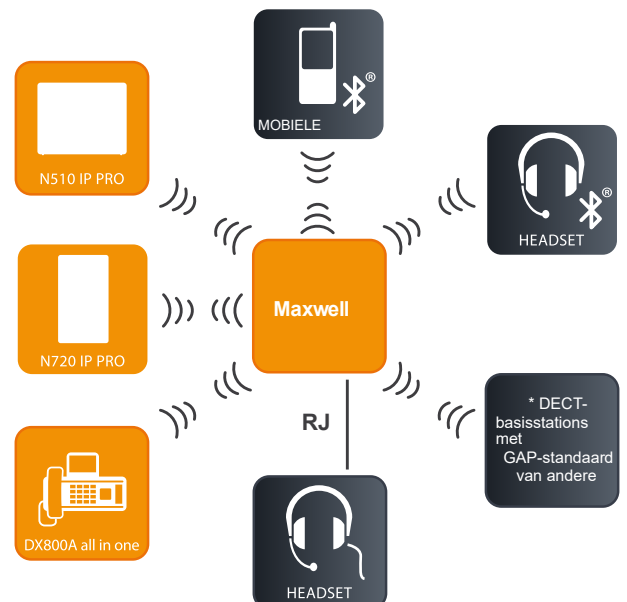 MOBIELE
®
N510 IP PRO
®
HEADSET
Maxwell
N720 IP PRO
* DECT-
basisstations
met
GAP-standaard
van andere
RJ
DX800A all in one
HEADSET